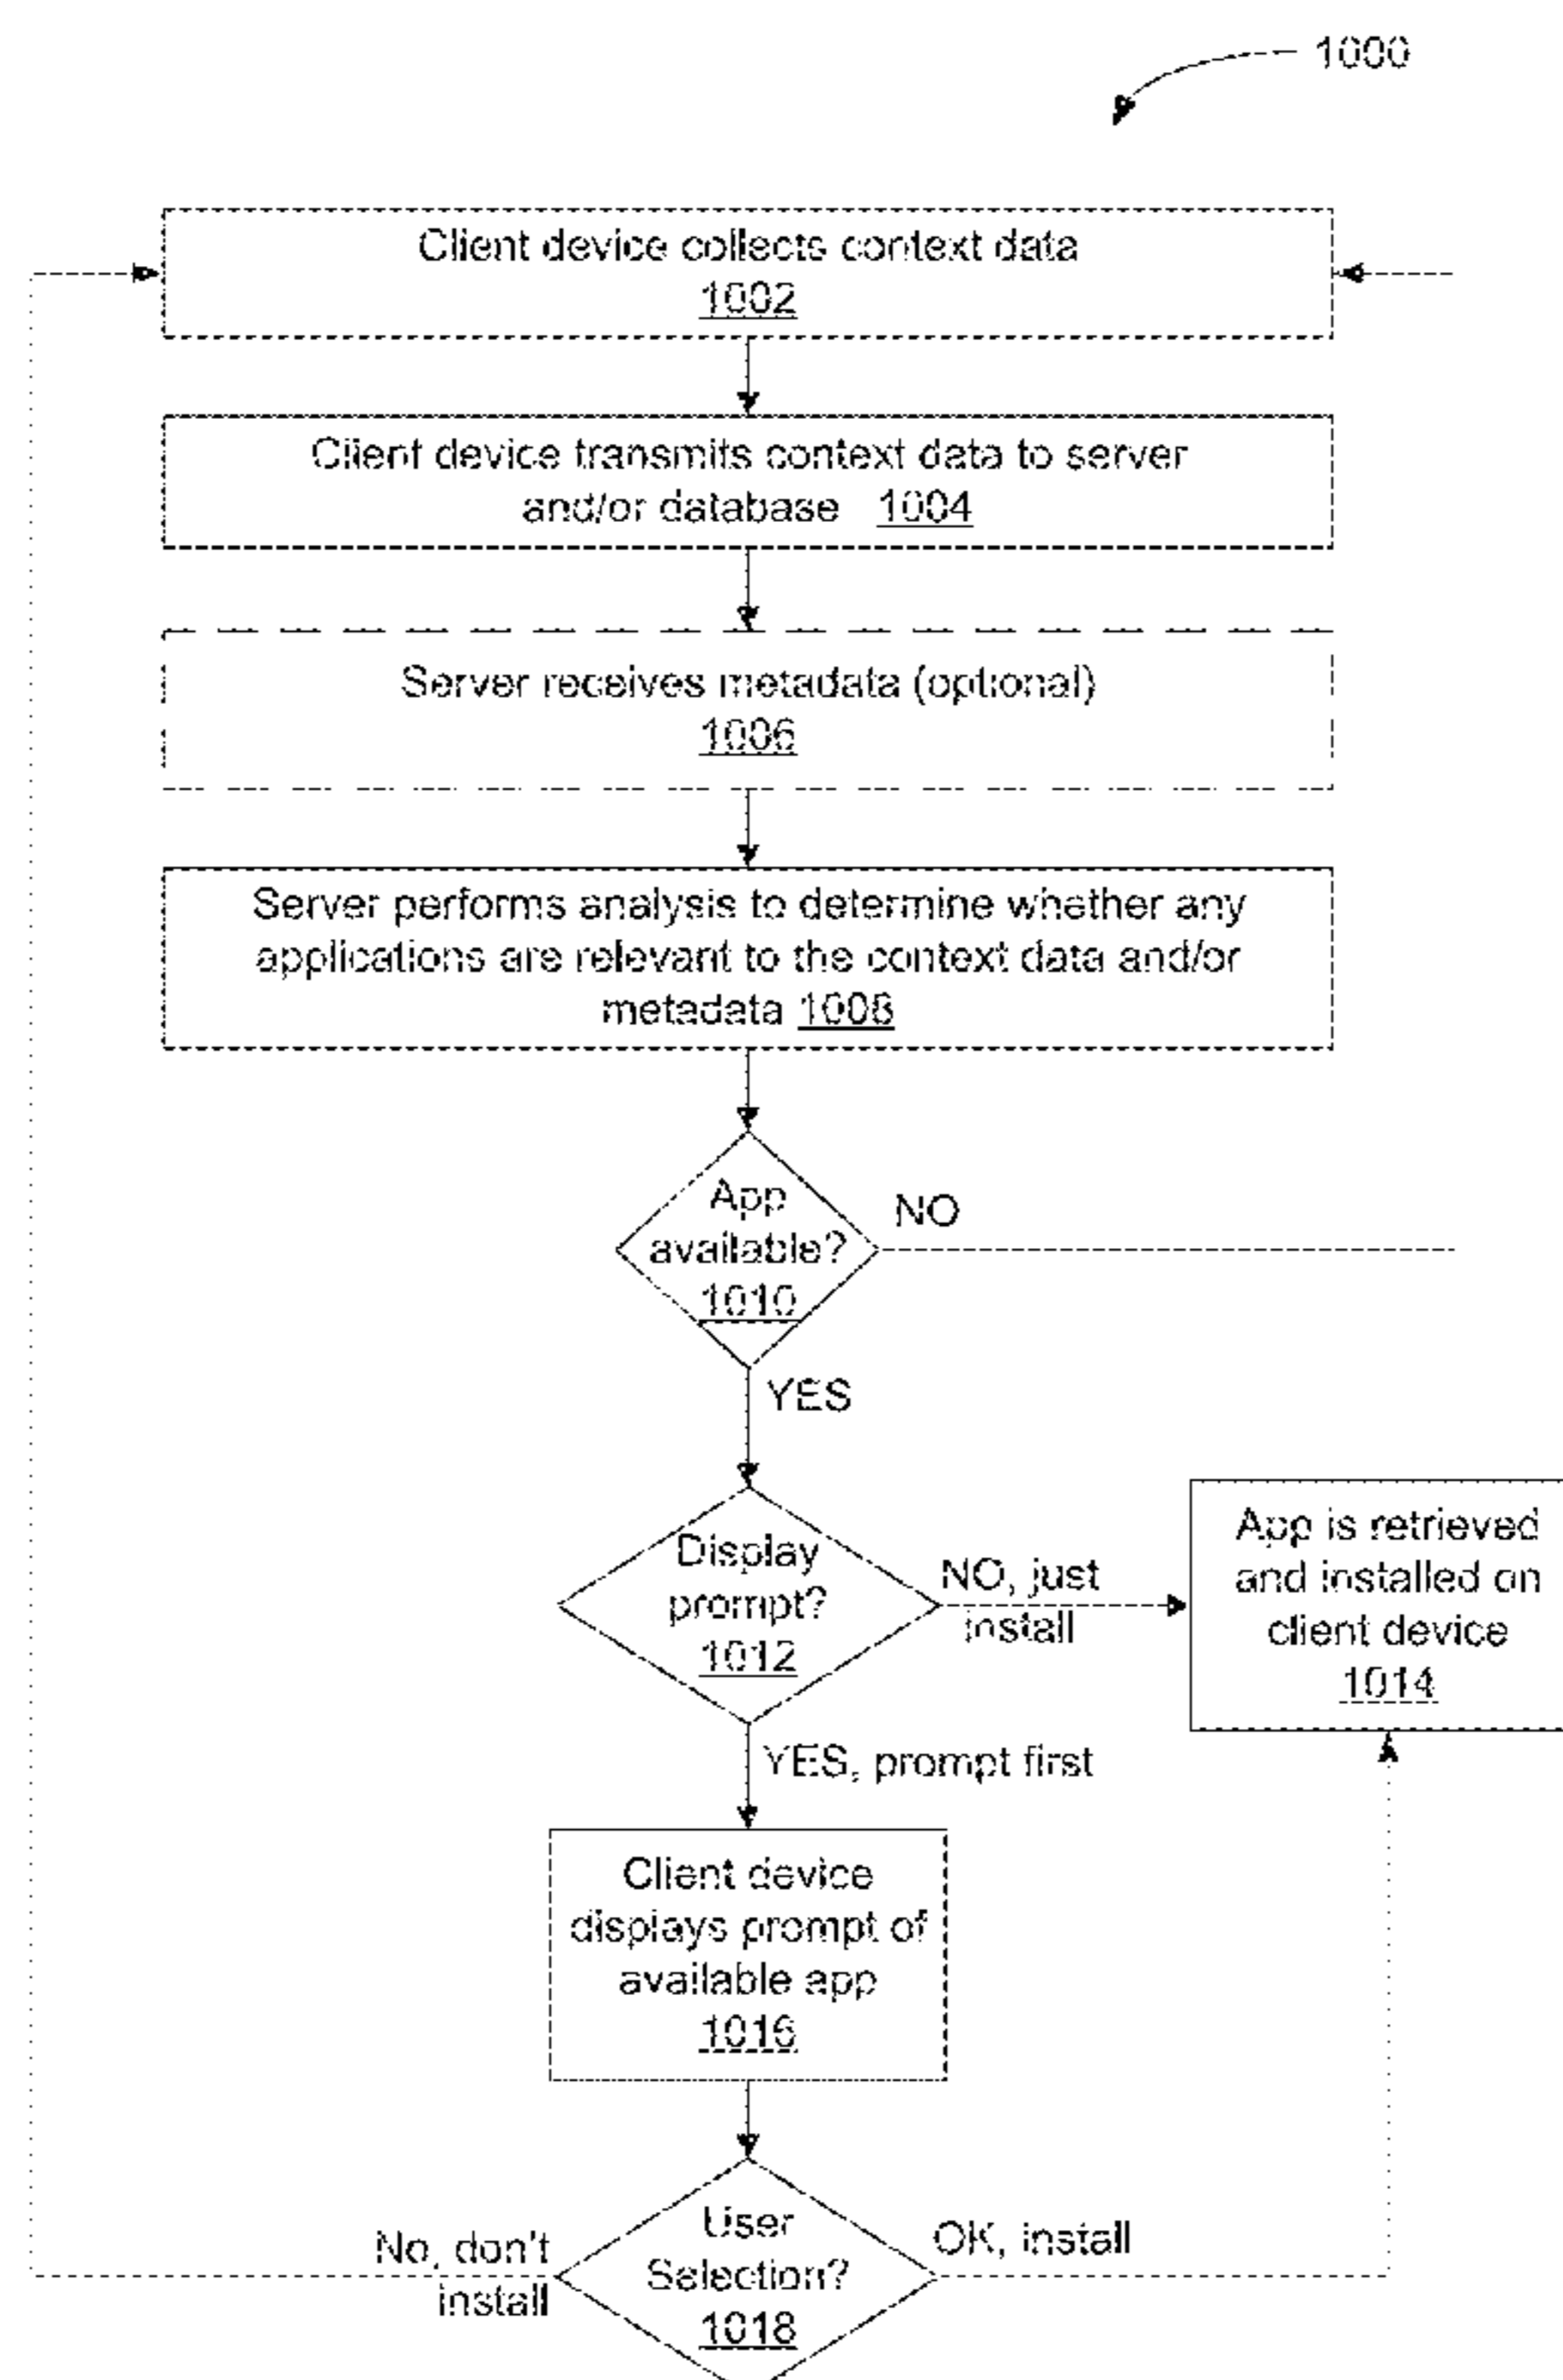 1000
Client device collects context data
1002
Client device transmits context data to server
and/or database 1004
Server receives metadata (optional)
1006
Server performs analysis to determine whether any
applications are relevant to the context data and/or
metadata 1008
App
available?
1010
NO
YES
Display
prompt?
1012
NO, just
install
App is retrieved
and installed on
client device
1014
YES, prompt first
Client device
displays prompt of
available app
1016
User
Selection?
1018
No, don't
install
OK, install